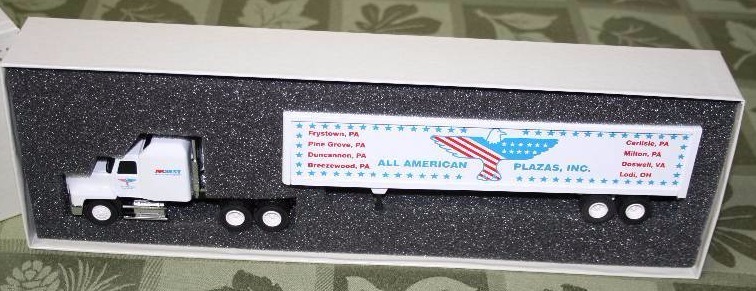 Frystown, PA
Pine Grove, PA
Duncannon, PA
Breezewood, PA
ALL AMERICAN PLAZAS, INC.
Carlisle, PA
Milton, PA
Doswell, VA
Lodi, OH